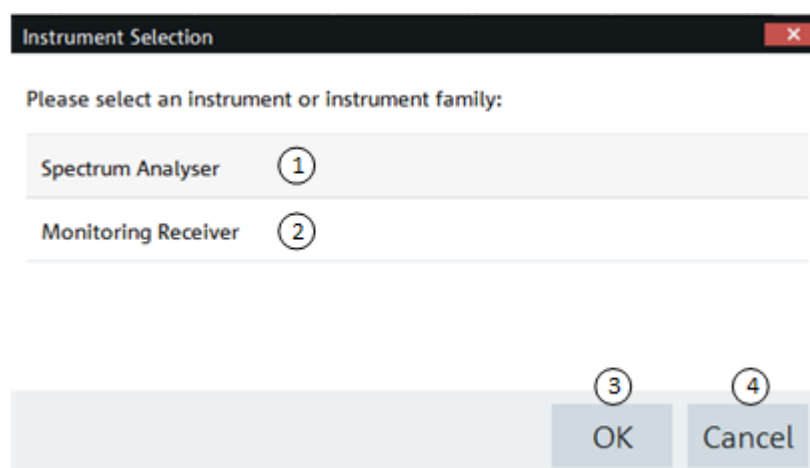 Instrument Selection
Please select an instrument or instrument family:
Spectrum Analyser 1
Monitoring Receiver 2
3 4
OK Cancel